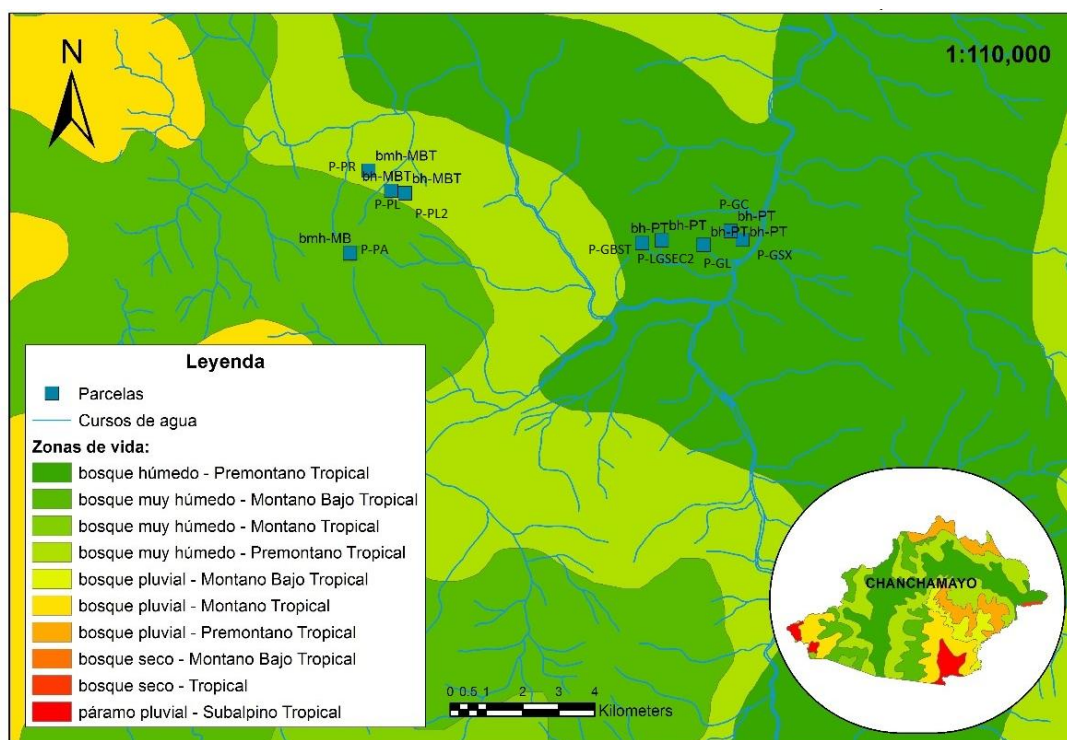 N
1:110,000
bmh-MBT
P-PR
bh-MBT
bh-MBT
P-PL
P-PL2
bmh-MB
P-PA
P-GC
bh-PT
bh-PT
bh-PT
bh-PT
bh-PT
P-GBST
P-LGSEC2
P-GL
P-GSX
Leyenda
Parcelas
Cursos de agua
Zonas de vida:
bosque húmedo - Premontano Tropical
bosque muy húmedo - Montano Bajo Tropical
bosque muy húmedo - Montano Tropical
bosque muy húmedo - Premontano Tropical
bosque pluvial - Montano Bajo Tropical
bosque pluvial - Montano Tropical
bosque pluvial - Premontano Tropical
bosque seco - Montano Bajo Tropical
bosque seco - Tropical
páramo pluvial - Subalpino Tropical
0 0.5 1 2 3 4
Kilometers
CHANCHAMAYO